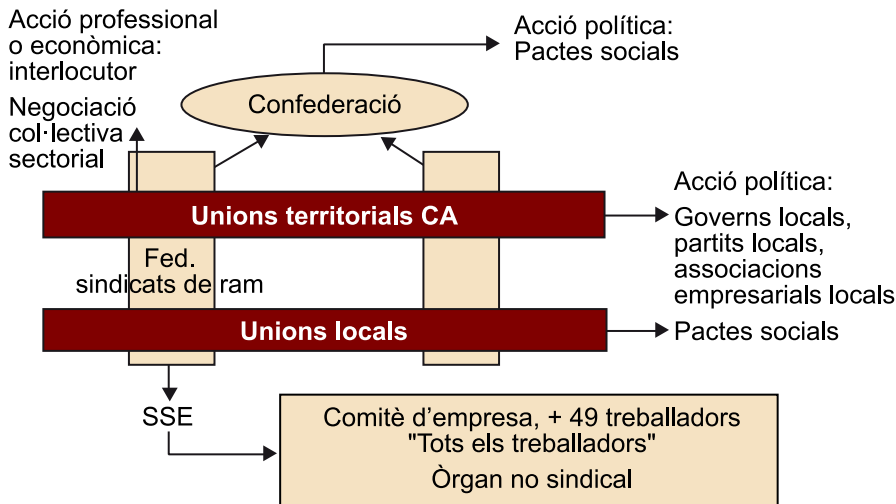 Acció professional
o econòmica:
interlocutor
Negociació
col·lectiva
sectorial
Acció política:
Pactes socials
Confederació
Unions territorials CA
Acció política:
Governs locals,
partits locals,
associacions
empresarials locals
Fed.
sindicats de ram
Unions locals
Pactes socials
SSE
Comitè d’empresa, + 49 treballadors
"Tots els treballadors"
Òrgan no sindical